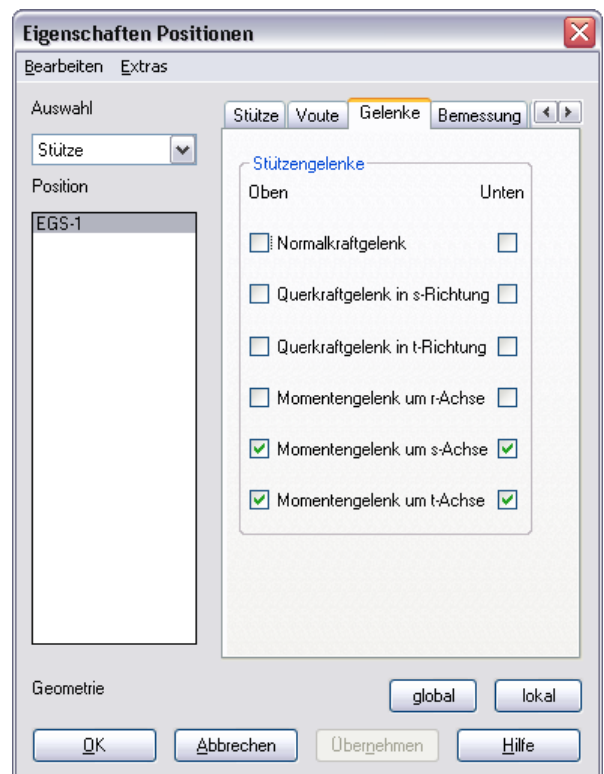 Eigenschaften Positionen
Bearbeiten Extras
Auswahl
Stütze
Position
EGS-1
Stütze Voute Gelenke Bemessung
Stützengelenke
Oben Unten
Normalkraftgelenk
Querkraftgelenk in s-Richtung
Querkraftgelenk in t-Richtung
Momentengelenk um r-Achse
Momentengelenk um s-Achse
Momentengelenk um t-Achse
Geometrie
global lokal
OK Abbrechen Übernehmen Hilfe